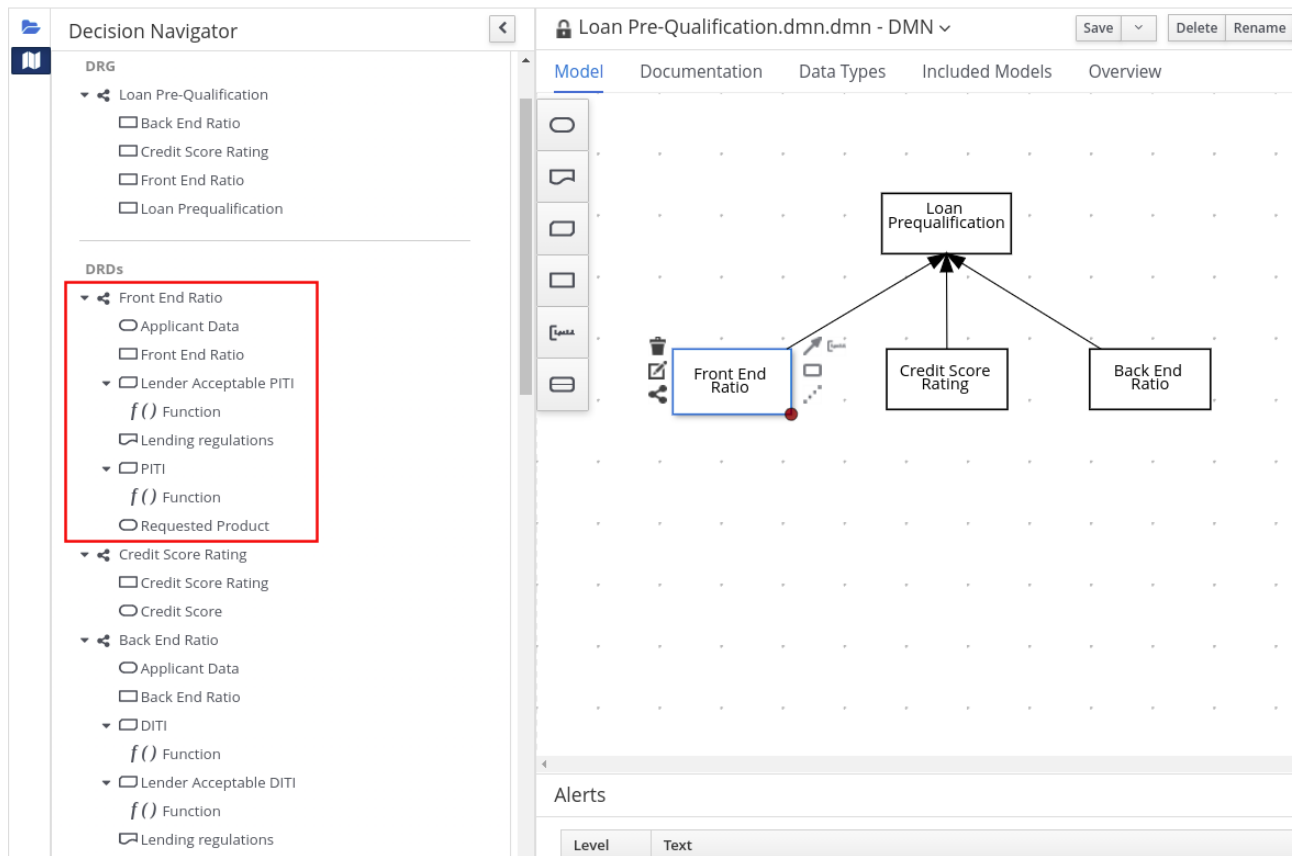 Decision Navigator
DRG
Loan Pre-Qualification
Back End Ratio
Credit Score Rating
Front End Ratio
Loan Prequalification
DRDs
Front End Ratio
Applicant Data
Front End Ratio
Lender Acceptable PITI
f() Function
Lending regulations
PITI
f() Function
Requested Product
Credit Score Rating
Credit Score Rating
Credit Score
Back End Ratio
Applicant Data
Back End Ratio
DITI
f() Function
Lender Acceptable DITI
f() Function
Lending regulations
Loan Pre-Qualification.dmn.dmn - DMN
Save
Delete
Rename
Model
Documentation
Data Types
Included Models
Overview
Loan
Prequalification
Front End
Ratio
Credit Score
Rating
Back End
Ratio
Alerts
Level
Text